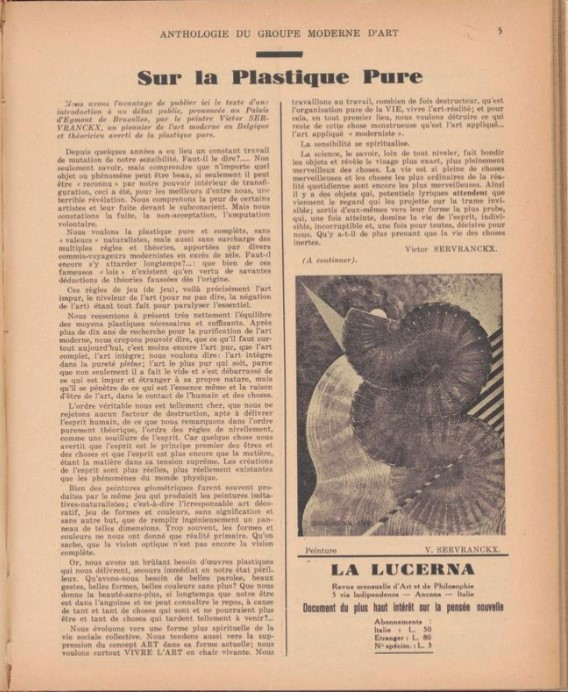 ANTHOLOGIE DU GROUPE MODERNE D'ART
5
Sur la Plastique Pure
Nous avons l'avantage de publier ici le texte d'une
introduction à un débat public, prononcée au Palais
d'Egmont de Bruxelles, par le peintre Victor SER-
VRANCKX, un pionnier de l'art moderne en Belgique
et théoricien averti de la plastique pure.
Depuis quelques années a eu lieu un constant travail
de mutation de notre sensibilité. Faut-il le dire?.... Non
seulement savoir, mais comprendre que n'importe quel
objet ou phénomène peut être beau, si seulement il peut
être « reconnu » par notre pouvoir intérieur de transfi-
guration, ceci a été, pour les meilleurs d'entre nous, une
terrible révélation. Nous comprenons la peur de certains
artistes et leur fuite devant le subconscient. Mais nous
constatons la fuite, la non-acceptation, l'amputation
volontaire.
Nous voulons la plastique pure et complète, sans
« valeurs » naturalistes, mais aussi sans surcharge des
multiples règles et théories, apportées par divers
commis-voyageurs modernistes en excès de zèle. Faut-il
encore s'y attarder longtemps?...: que bien de ces
fameuses « lois » n'existent qu'en vertu de savantes
déductions de théories faussées dès l'origine.
Ces règles de jeu (de jeu), voilà précisément l'art
impur, le niveleur de l'art (pour ne pas dire, la négation
de l'art) étant tout fait pour paralyser l'essentiel.
Nous ressentons à présent très nettement l'équilibre
des moyens plastiques nécessaires et suffisants. Après
plus de dix ans de recherche pour la purification de l'art
moderne, nous croyons pouvoir dire, que ce qu'il faut sur-
tout aujourd'hui, c'est moins encore l'art pur, que l'art
complet, l'art intègre; nous voulons dire: l'art intègre
dans la pureté pleine; l'art le plus pur qui soit, parce
que non seulement il a fait le vide et s'est débarrassé de
ce qui est impur et étranger à sa propre nature, mais
qu'il se pénètre de ce qui est l'essence même et la raison
d'être de l'art, dans le contact de l'humain et des choses.
L'ordre véritable nous est tellement cher, que nous ne
rejetons aucun facteur de destruction, apte à délivrer
l'esprit humain, de ce que nous remarquons dans l'ordre
purement théorique, l'ordre des règles de nivellement,
comme une souillure de l'esprit. Car quelque chose nous
avertit que l'esprit est le principe premier des êtres et
des choses et que l'esprit est plus encore que la matière,
étant la matière dans sa tension suprême. Les créations
de l'esprit sont plus réelles, plus réellement existantes
que les phénomènes du monde physique.
Bien des peintures géométriques furent souvent pro-
duites par le même jeu qui produisit les peintures imita-
tives-naturalistes; c'est-à-dire l'irresponsable art déco-
ratif, jeu de formes et couleurs, sans signification et
sans autre but, que de remplir ingénieusement un pan-
neau de telles dimensions. Trop souvent, les formes et
couleurs ne nous ont donné que réalité primaire. Qu'on
sache, que la vision optique n'est pas encore la vision
complète.
Or, nous avons un brûlant besoin d'œuvres plastiques
qui nous délivrent, secours immédiat en notre état péril-
leux. Qu'avons-nous besoin de belles paroles, beaux
gestes, belles formes, belles couleurs sans plus? Que nous
donne la beauté-sans-plus, si longtemps que notre être
est dans l'angoisse et ne peut connaître le repos, à cause
de tant et tant de choses qui sont et ne pourraient plus
être et tant de choses qui tardent tellement à venir?...
Nous évoluons vers une forme plus spirituelle de la
vie sociale collective. Nous tendons aussi vers la sup-
pression du concept ART dans sa forme actuelle; nous
voulons surtout VIVRE L'ART en chair vivante. Nous
travaillons au travail, combien de fois destructeur, qu'est
l'organisation pure de la VIE, vivre l'art-réalité; et pour
cela, en tout premier lieu, nous voulons détruire ce qui
reste de cette chose monstrueuse qu'est l'art appliqué...
l'art appliqué « moderniste ».
La sensibilité se spiritualise.
La science, le savoir, loin de tout niveler, fait bondir
les objets et révèle le visage plus exact, plus pleinement
merveilleux des choses. La vie est si pleine de choses
merveilleuses et les choses les plus ordinaires de la réa-
lité quotidienne sont encore les plus merveilleuses. Ainsi
il y a des objets qui, potentiels lyriques attendent que
viennent le regard qui les projette sur la trame invi-
sible; sortis d'eux-mêmes vers leur forme la plus probe,
qui, une fois atteinte, domine la vie de l'esprit, indivi-
sible, incorruptible et, une fois pour toutes, décisive pour
nous. Qu'y a-t-il de plus prenant que la vie des choses
inertes.
Victor SERVRANCKX.
(A continuer).
Peinture
V. SERVRANCKX.
LA LUCERNA
Revue mensuelle d'Art et de Philosophie
5 via Indipendenza — Ancona — Italie
Document du plus haut intérêt sur la pensée nouvelle
Abonnements :
Italie : L. 50
Etranger : L. 80
N° spécim. : L. 5